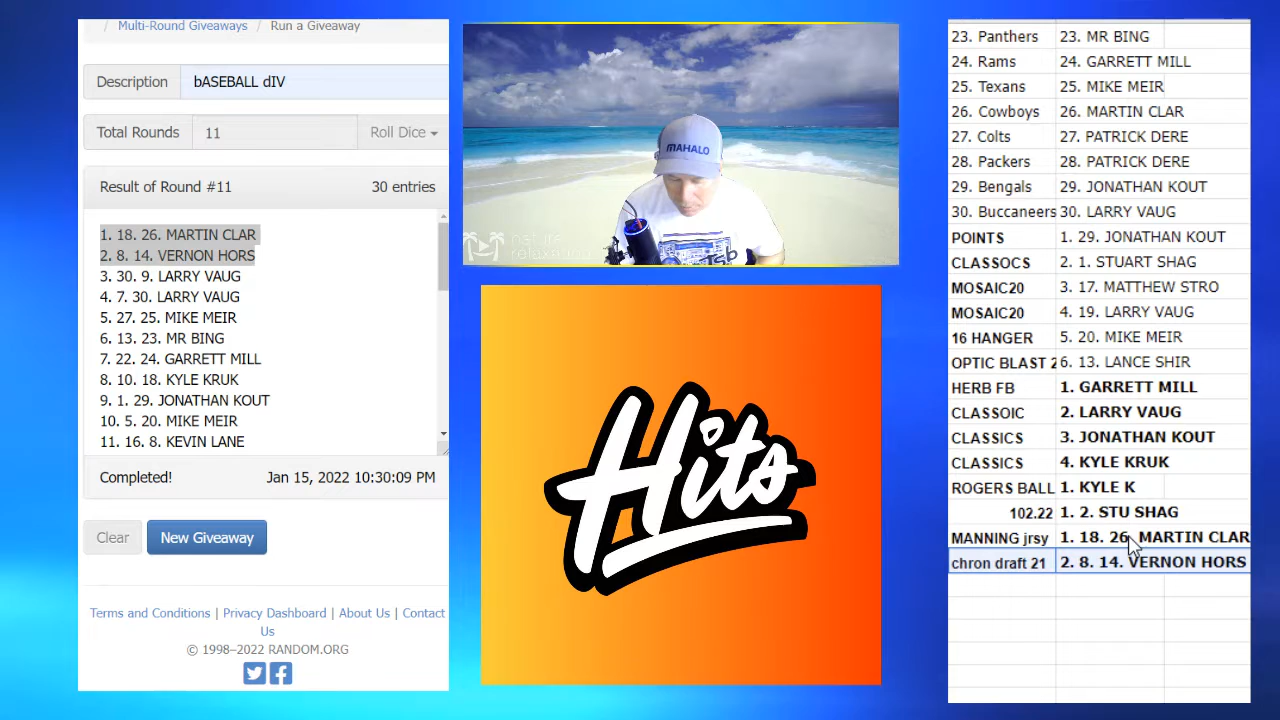 / Multi-Round Giveaways / Run a Giveaway
Description bASEBALL dIV
Total Rounds 11 Roll Dice
Result of Round #11 30 entries
1. 18. 26. MARTIN CLAR
2. 8. 14. VERNON HORS
3. 30. 9. LARRY VAUG
4. 7. 30. LARRY VAUG
5. 27. 25. MIKE MEIR
6. 13. 23. MR BING
7. 22. 24. GARRETT MILL
8. 10. 18. KYLE KRUK
9. 1. 29. JONATHAN KOUT
10. 5. 20. MIKE MEIR
11. 16. 8. KEVIN LANE
Completed! Jan 15, 2022 10:30:09 PM
Clear New Giveaway
Terms and Conditions | Privacy Dashboard | About Us | Contact
Us
© 1998–2022 RANDOM.ORG
MAHALO
nature
relaxation
Hits
23. Panthers 23. MR BING
24. Rams 24. GARRETT MILL
25. Texans 25. MIKE MEIR
26. Cowboys 26. MARTIN CLAR
27. Colts 27. PATRICK DERE
28. Packers 28. PATRICK DERE
29. Bengals 29. JONATHAN KOUT
30. Buccaneers 30. LARRY VAUG
POINTS 1. 29. JONATHAN KOUT
CLASSOCS 2. 1. STUART SHAG
MOSAIC20 3. 17. MATTHEW STRO
MOSAIC20 4. 19. LARRY VAUG
16 HANGER 5. 20. MIKE MEIR
OPTIC BLAST 2 6. 13. LANCE SHIR
HERB FB 1. GARRETT MILL
CLASSOIC 2. LARRY VAUG
CLASSICS 3. JONATHAN KOUT
CLASSICS 4. KYLE KRUK
ROGERS BALL 1. KYLE K
102.22 1. 2. STU SHAG
MANNING jrsy 1. 18. 26. MARTIN CLAR
chron draft 21 2. 8. 14. VERNON HORS